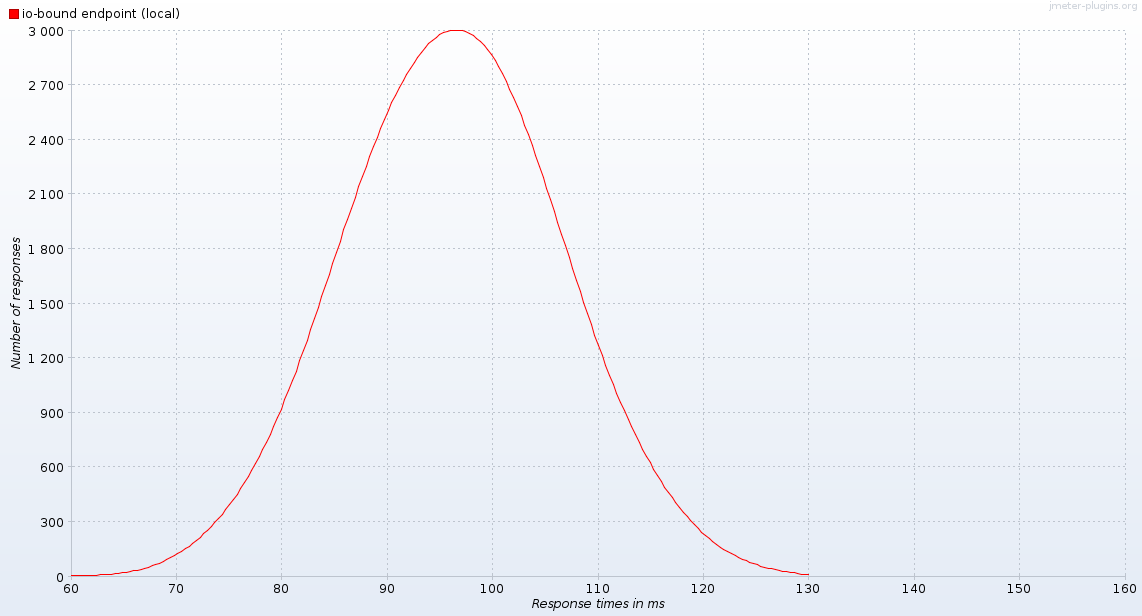 jmeter-plugins.org
io-bound endpoint (local)
3 000
2 700
2 400
2 100
1 800
1 500
1 200
900
600
300
0
Number of responses
60 70 80 90 100 110 120 130 140 150 160
Response times in ms